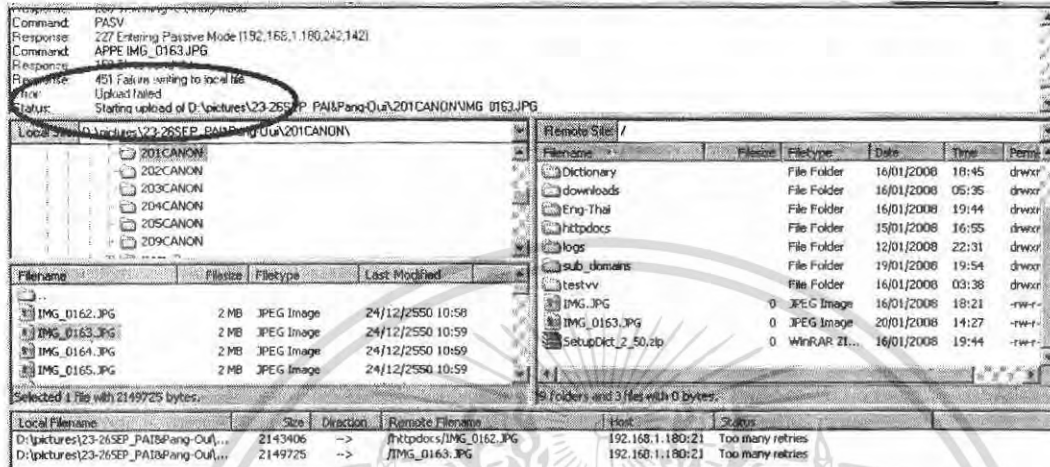 Command: PASV
Response: 227 Entering Passive Mode (192,168,1,180,242,142)
Command: APPE IMG_0163.JPG
Response:
Response: 451 Failure writing to local file.
Error: Upload failed
Status: Starting upload of D:\pictures\23-26SEP_PAI&Pang-Oui\201CANON\IMG_0163.JPG
Local Site: D:\pictures\23-26SEP_PAI&Pang-Oui\201CANON\
201CANON
202CANON
203CANON
204CANON
205CANON
209CANON
Filename Filesize Filetype Last Modified
..
IMG_0162.JPG 2 MB JPEG Image 24/12/2550 10:58
IMG_0163.JPG 2 MB JPEG Image 24/12/2550 10:59
IMG_0164.JPG 2 MB JPEG Image 24/12/2550 10:59
IMG_0165.JPG 2 MB JPEG Image 24/12/2550 10:59
Selected 1 file with 2149725 bytes.
Remote Site: /
Filename Filesize Filetype Date Time Permi
Dictionary File Folder 16/01/2008 18:45 drwxr
downloads File Folder 16/01/2008 05:35 drwxr
Eng-Thai File Folder 16/01/2008 19:44 drwxr
httpdocs File Folder 15/01/2008 16:55 drwxr
logs File Folder 12/01/2008 22:31 drwxr
sub_domains File Folder 19/01/2008 19:54 drwxr
testvv File Folder 16/01/2008 03:38 drwxr
IMG.JPG 0 JPEG Image 16/01/2008 18:21 -rw-r-
IMG_0163.JPG 0 JPEG Image 20/01/2008 14:27 -rw-r-
SetupDict_2_50.zip 0 WinRAR ZI... 16/01/2008 19:44 -rw-r-
9 folders and 3 files with 0 bytes.
Local Filename Size Direction Remote Filename Host Status
D:\pictures\23-26SEP_PAI&Pang-Oui\... 2143406 --> /httpdocs/IMG_0162.JPG 192.168.1.180:21 Too many retries
D:\pictures\23-26SEP_PAI&Pang-Oui\... 2149725 --> /IMG_0163.JPG 192.168.1.180:21 Too many retries